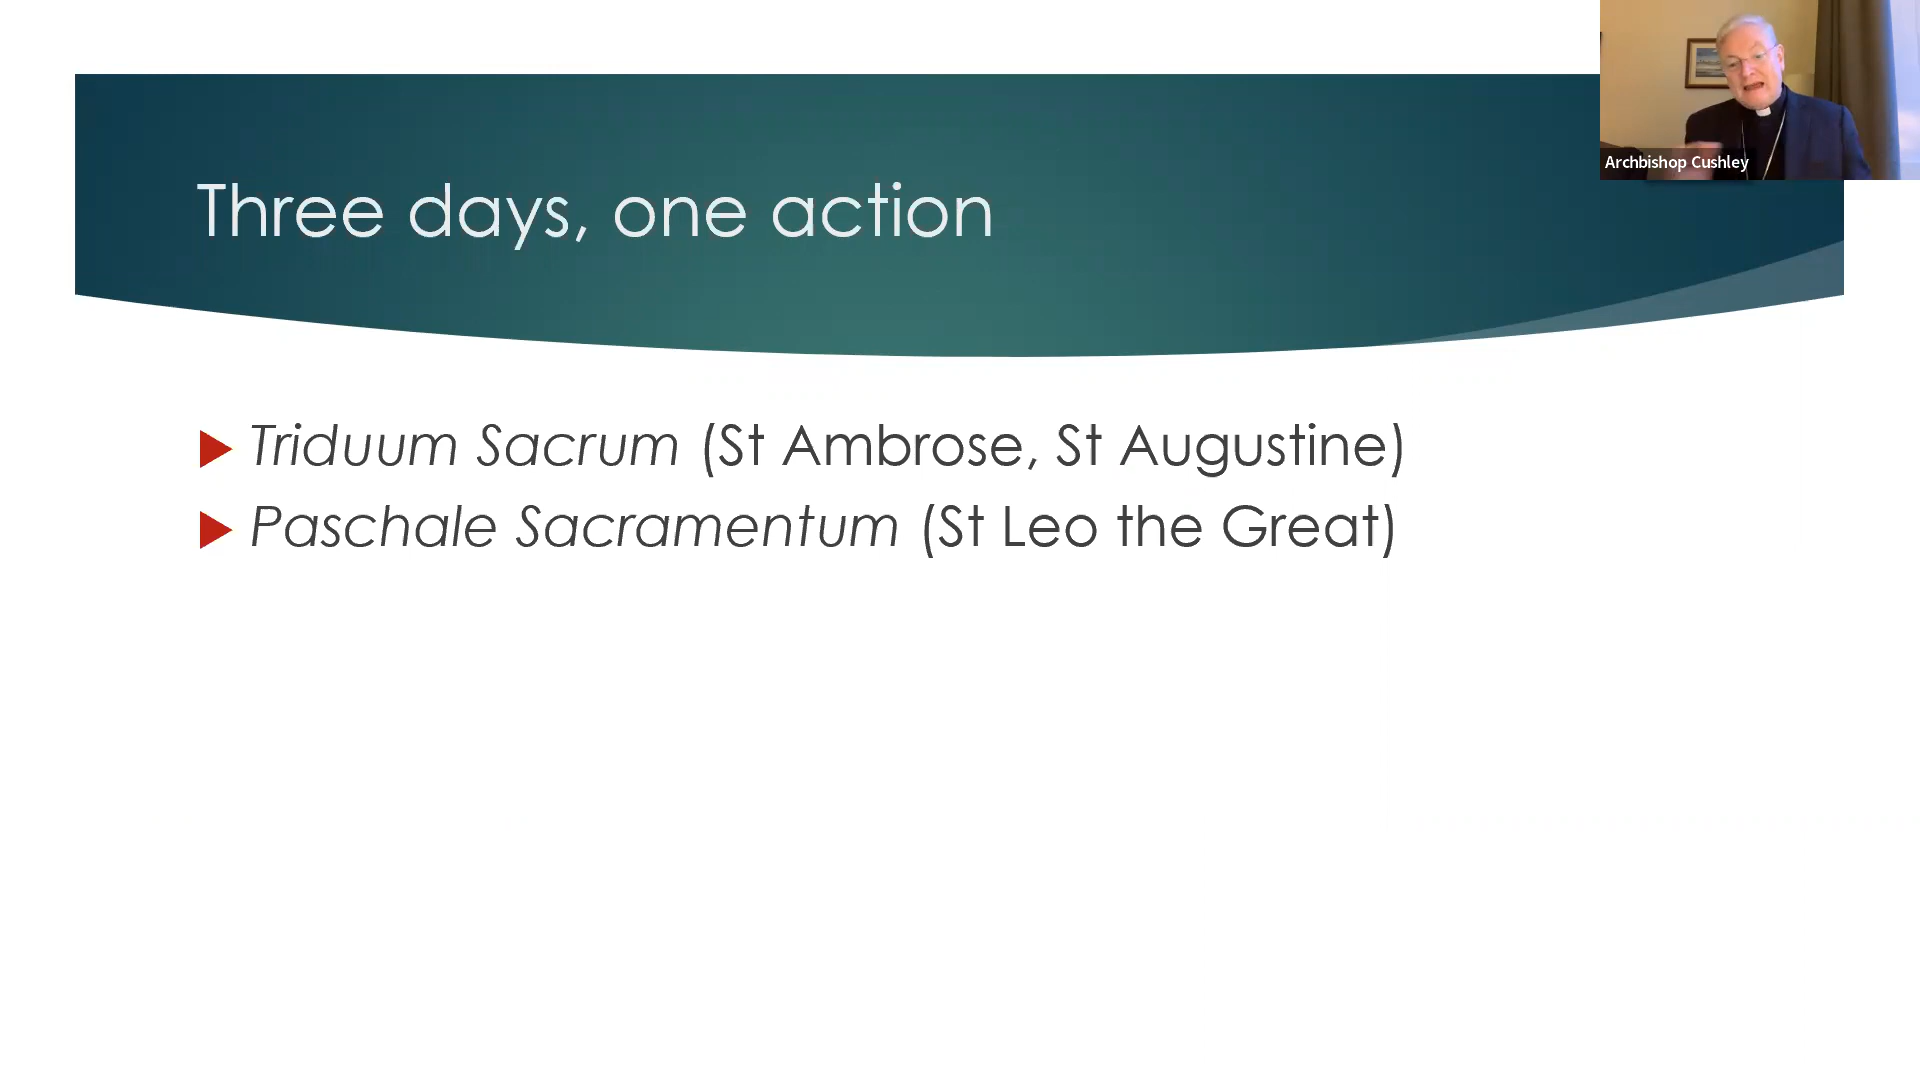 Archbishop Cushley
Three days, one action
Triduum Sacrum (St Ambrose, St Augustine)
Paschale Sacramentum (St Leo the Great)